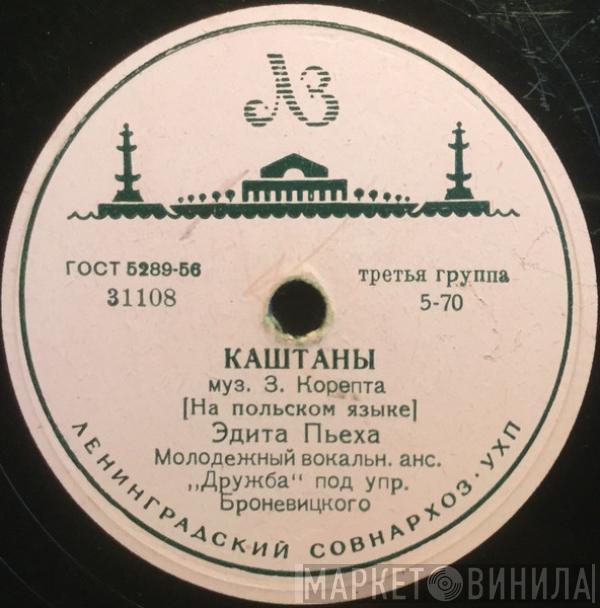 ЛЗ
ГОСТ 5289-56
31108
третья группа
5-70
КАШТАНЫ
муз. З. Корепта
[На польском языке]
Эдита Пьеха
Молодежный вокальн. анс.
„Дружба" под упр.
Броневицкого
ЛЕНИНГРАДСКИЙ СОВНАРХОЗ·УХП
МАРКЕТ ВИНИЛА